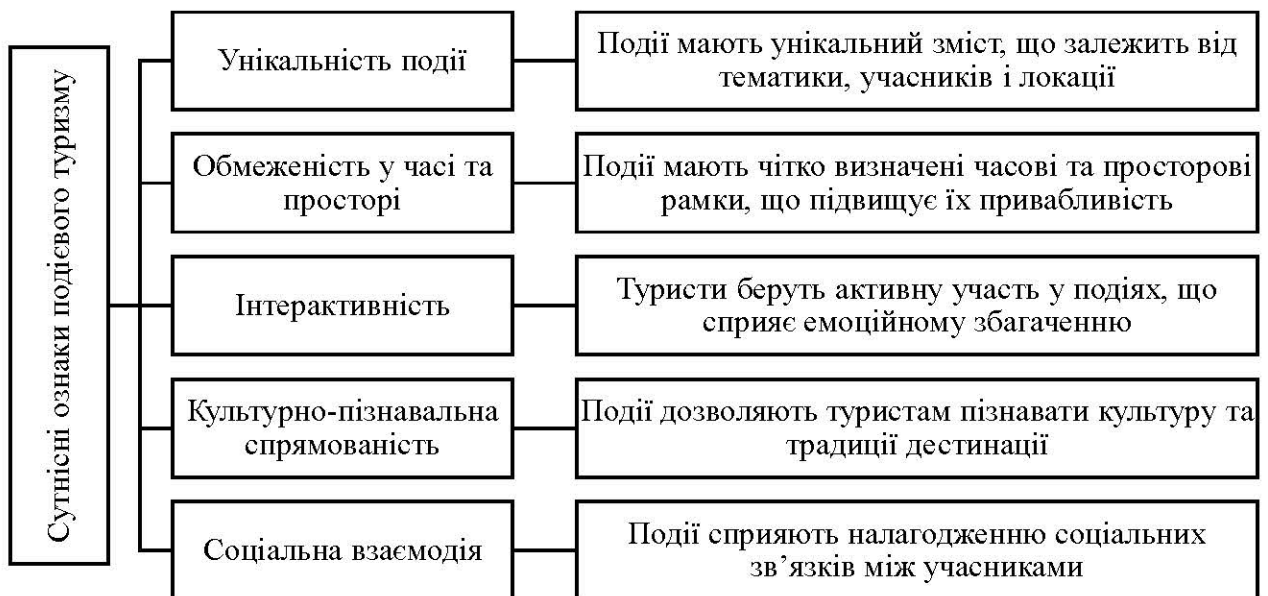 Сутнісні ознаки подієвого туризму
Унікальність події
Події мають унікальний зміст, що залежить від
тематики, учасників і локації
Обмеженість у часі та
просторі
Події мають чітко визначені часові та просторові
рамки, що підвищує їх привабливість
Інтерактивність
Туристи беруть активну участь у подіях, що
сприяє емоційному збагаченню
Культурно-пізнавальна
спрямованість
Події дозволяють туристам пізнавати культуру та
традиції дестинації
Соціальна взаємодія
Події сприяють налагодженню соціальних
зв’язків між учасниками